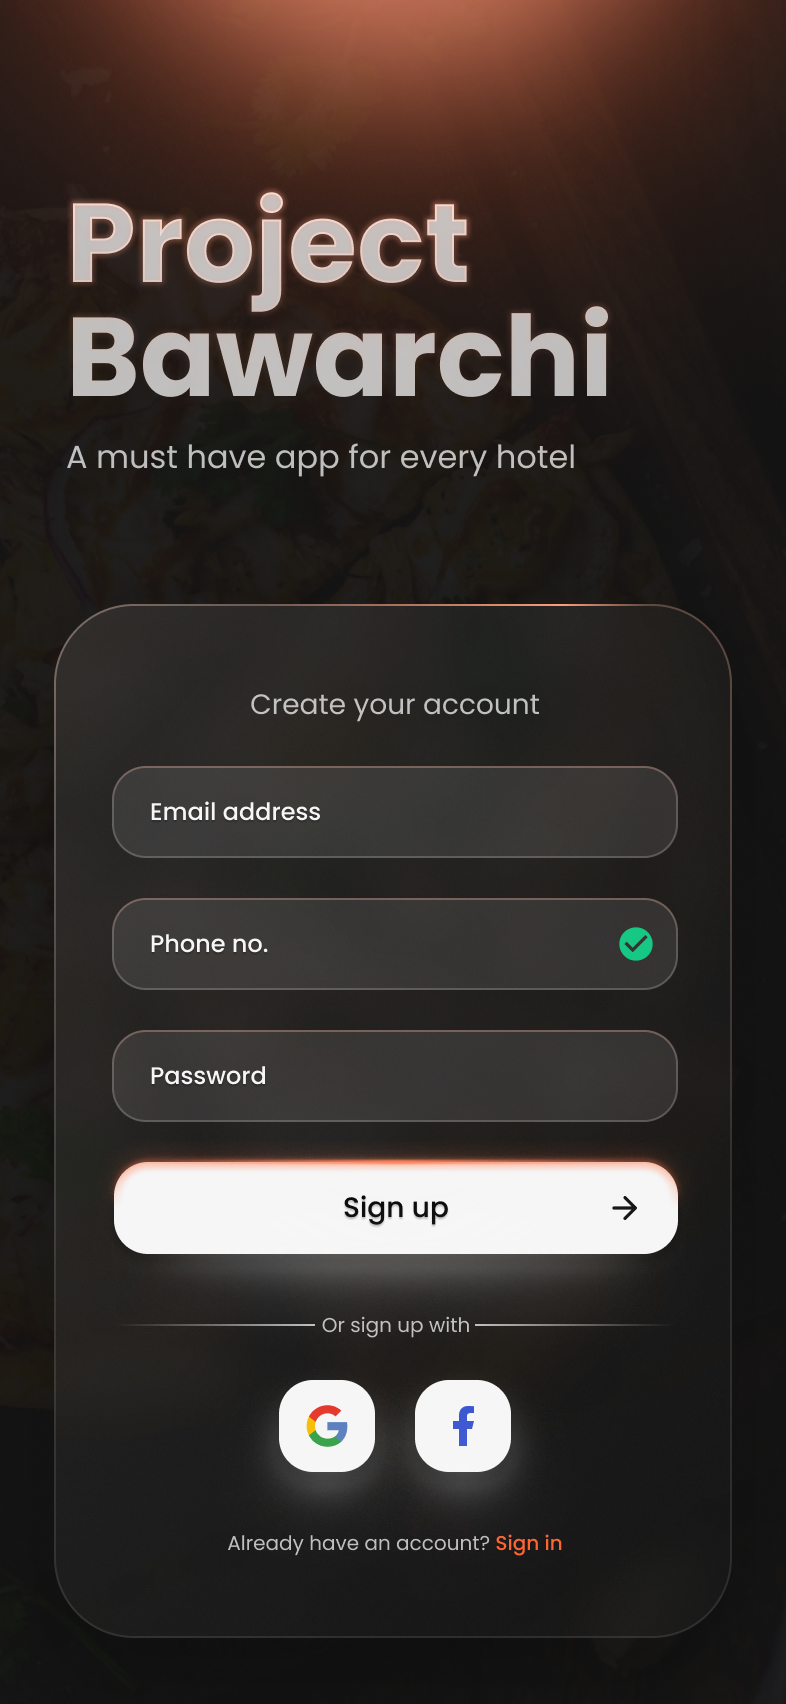 Project
Bawarchi
A must have app for every hotel
Create your account
Email address
Phone no.
Password
Sign up
Or sign up with
Already have an account? Sign in